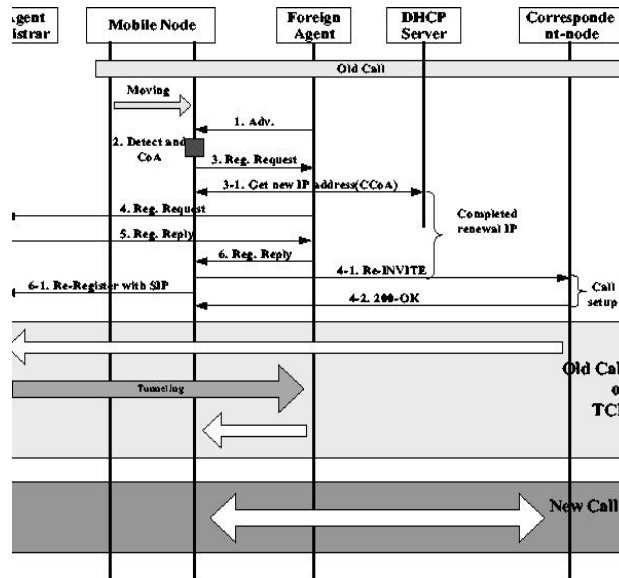 Agent
istrar
Mobile Node
Foreign
Agent
DHCP
Server
Corresponde
nt-node
Old Call
Moving
1. Adv.
2. Detect and
CoA
3. Reg. Request
3-1. Get new IP address(CCoA)
4. Reg. Request
Completed
renewal IP
5. Reg. Reply
6. Reg. Reply
4-1. Re-INVITE
6-1. Re-Register with SIP
4-2. 200-OK
Call
setup
Old Cal
o
TC
Tunneling
New Call